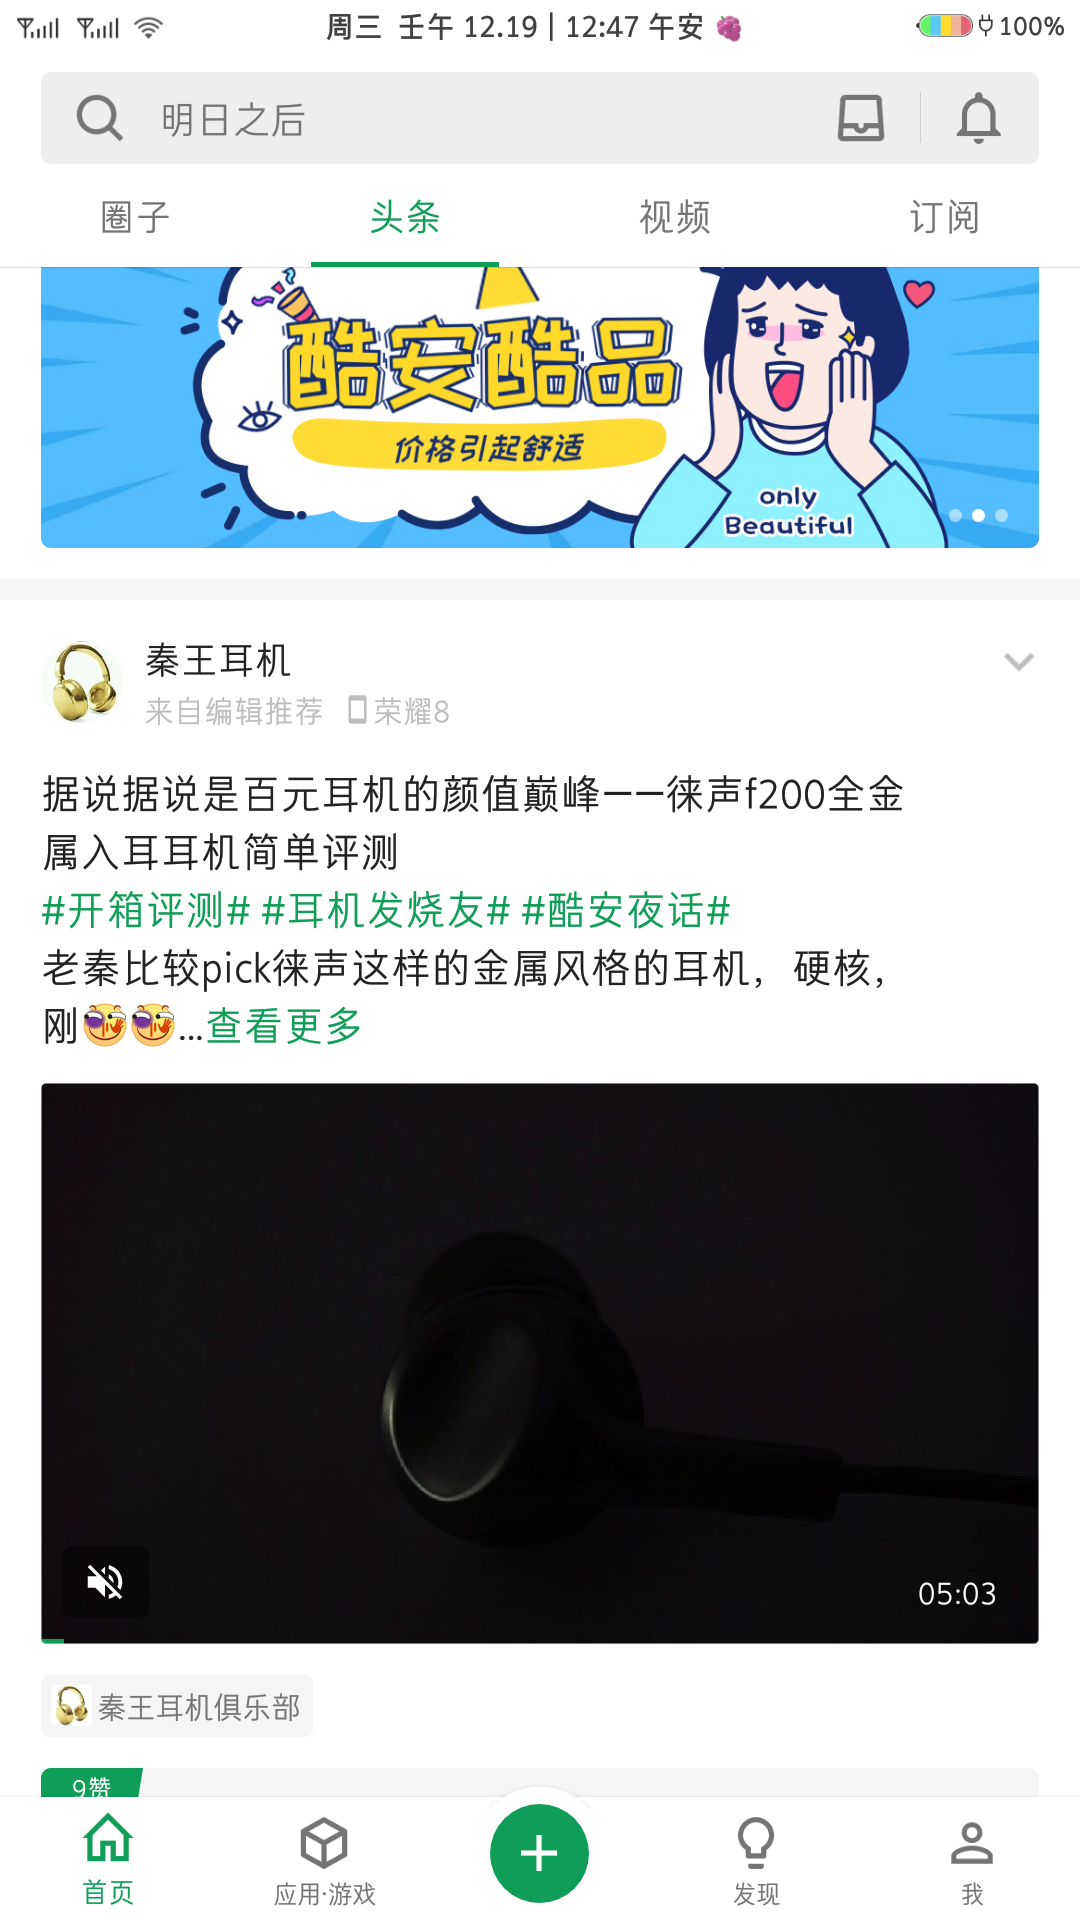 周三 壬午 12.19 | 12:47 午安
100%
明日之后
圈子
头条
视频
订阅
酷安酷品
价格引起舒适
only
Beautiful
秦王耳机
来自编辑推荐 荣耀8
据说据说是百元耳机的颜值巅峰一一徕声f200全金
属入耳耳机简单评测
#开箱评测# #耳机发烧友# #酷安夜话#
老秦比较pick徕声这样的金属风格的耳机，硬核，
刚...查看更多
05:03
秦王耳机俱乐部
9赞
首页
应用·游戏
发现
我